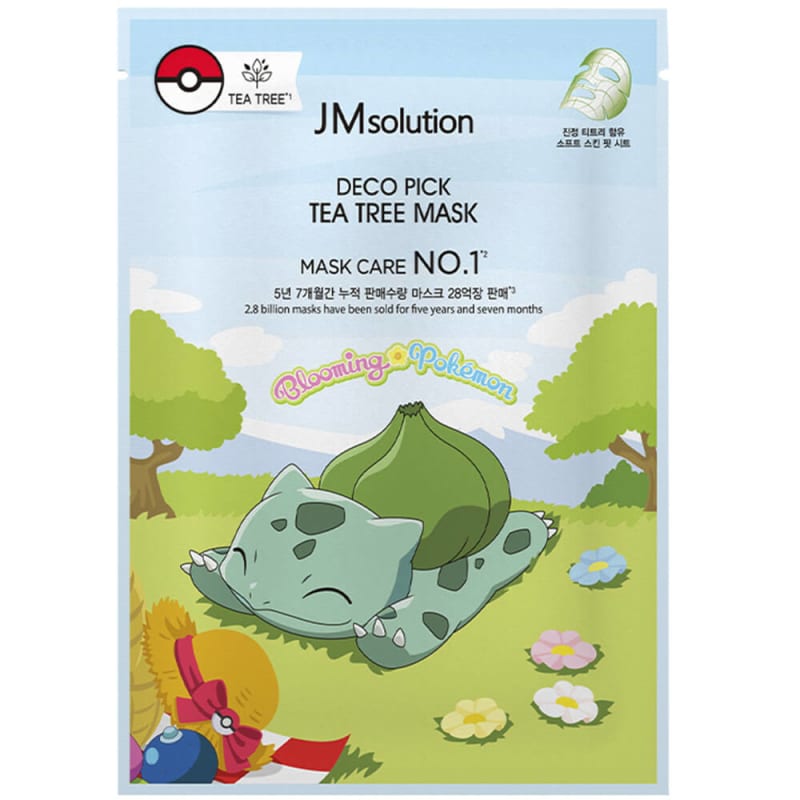 TEA TREE*1
JMsolution
진정 티트리 함유
소프트 스킨 핏 시트
DECO PICK
TEA TREE MASK
MASK CARE NO.1*2
5년 7개월간 누적 판매수량 마스크 28억장 판매*3
2.8 billion masks have been sold for five years and seven months
Blooming Pokémon